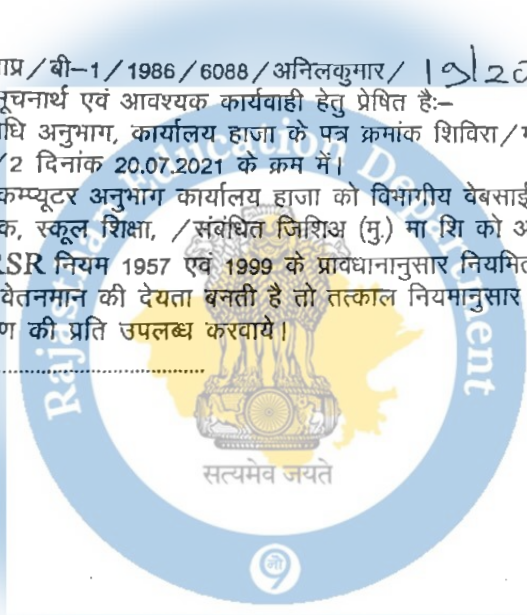 माप्र/बी-1/1986/6088/अनिलकुमार/ 19/20
सूचनार्थ एवं आवश्यक कार्यवाही हेतु प्रेषित है:-
अनुभाग, कार्यालय हाजा के पत्र क्रमांक शिविरा/
/2 दिनांक 20.07.2021 के क्रम में।
कम्प्यूटर अनुभाग कार्यालय हाजा को विभागीय वेबसाई
स्कूल शिक्षा, /संबंधित जिशिअ (मु.) मा शि को
RSR नियम 1957 एवं 1999 के प्रावधानानुसार नियमित
वेतनमान की देयता बनती है तो तत्काल नियमानुसार
की प्रति उपलब्ध करवाये।
Rajasthan Education Department
सत्यमेव जयते